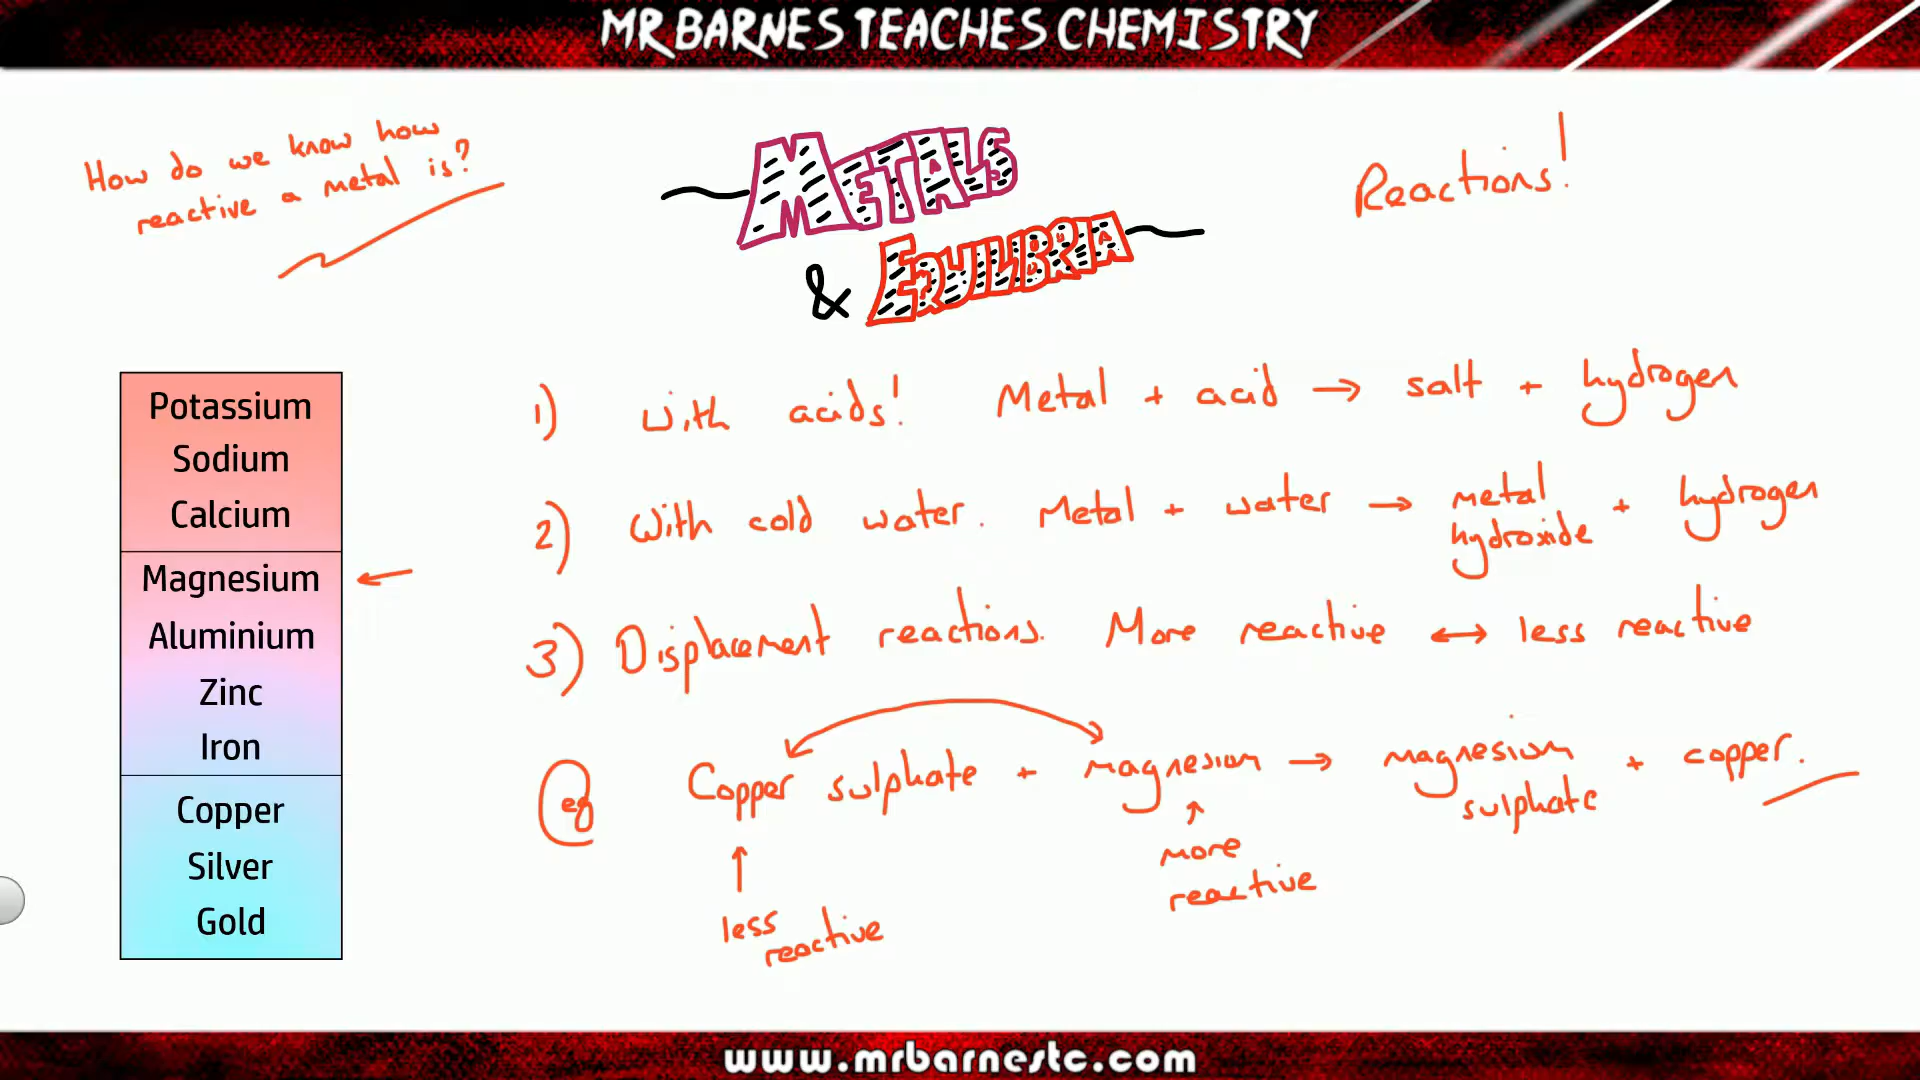 MR BARNES TEACHES CHEMISTRY
How do we know how
reactive a metal is?
METALS
& EQUILIBRIA
Reactions!
Potassium
Sodium
Calcium
Magnesium
Aluminium
Zinc
Iron
Copper
Silver
Gold
1) With acids! Metal + acid → salt + hydrogen
2) With cold water. Metal + water → metal hydroxide + hydrogen
3) Displacement reactions. More reactive ↔ less reactive
eg Copper sulphate + magnesium → magnesium sulphate + copper.
less
reactive
more
reactive
www.mrbarnestc.com